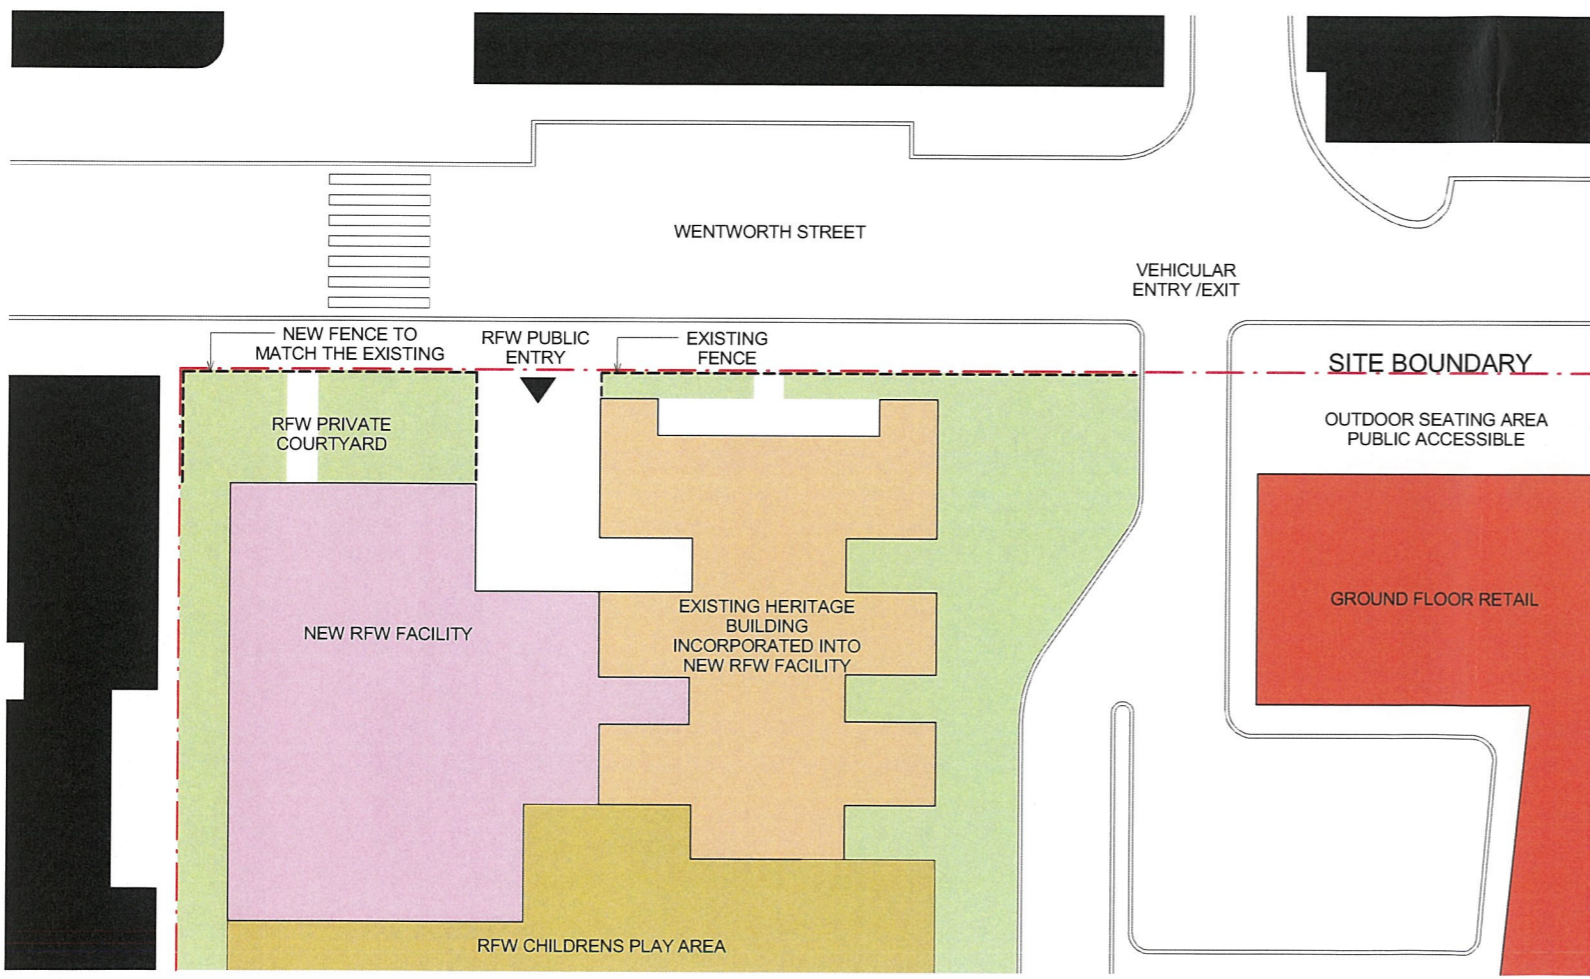 WENTWORTH STREET
VEHICULAR
ENTRY /EXIT
NEW FENCE TO
MATCH THE EXISTING
RFW PUBLIC
ENTRY
EXISTING
FENCE
SITE BOUNDARY
RFW PRIVATE
COURTYARD
OUTDOOR SEATING AREA
PUBLIC ACCESSIBLE
NEW RFW FACILITY
EXISTING HERITAGE
BUILDING
INCORPORATED INTO
NEW RFW FACILITY
GROUND FLOOR RETAIL
RFW CHILDRENS PLAY AREA